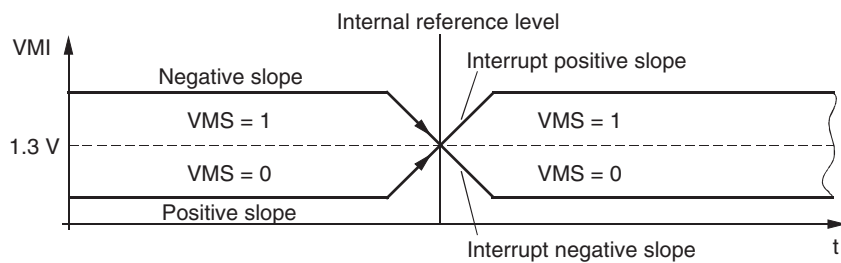 Internal reference level
VMI
Negative slope
Interrupt positive slope
VMS = 1
VMS = 1
1.3 V
VMS = 0
VMS = 0
Positive slope
Interrupt negative slope
t